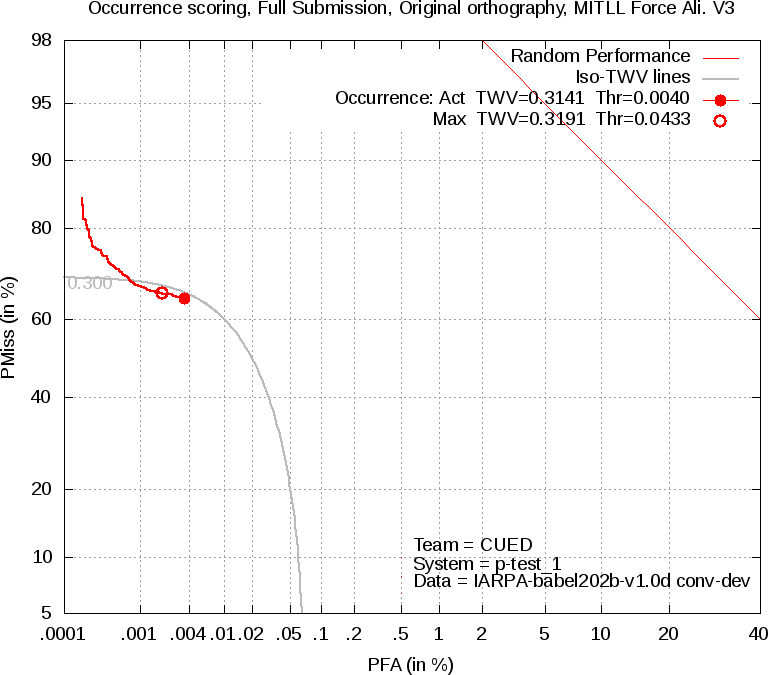 Occurrence scoring, Full Submission, Original orthography, MITLL Force Ali. V3
Random Performance
Iso-TWV lines
Occurrence: Act TWV=0.3141 Thr=0.0040
Max TWV=0.3191 Thr=0.0433
98
95
90
80
60
40
20
10
5
PMiss (in %)
0.300
Team = CUED
System = p-test_1
Data = IARPA-babel202b-v1.0d conv-dev
.0001 .001 .004 .01 .02 .05 .1 .2 .5 1 2 5 10 20 40
PFA (in %)